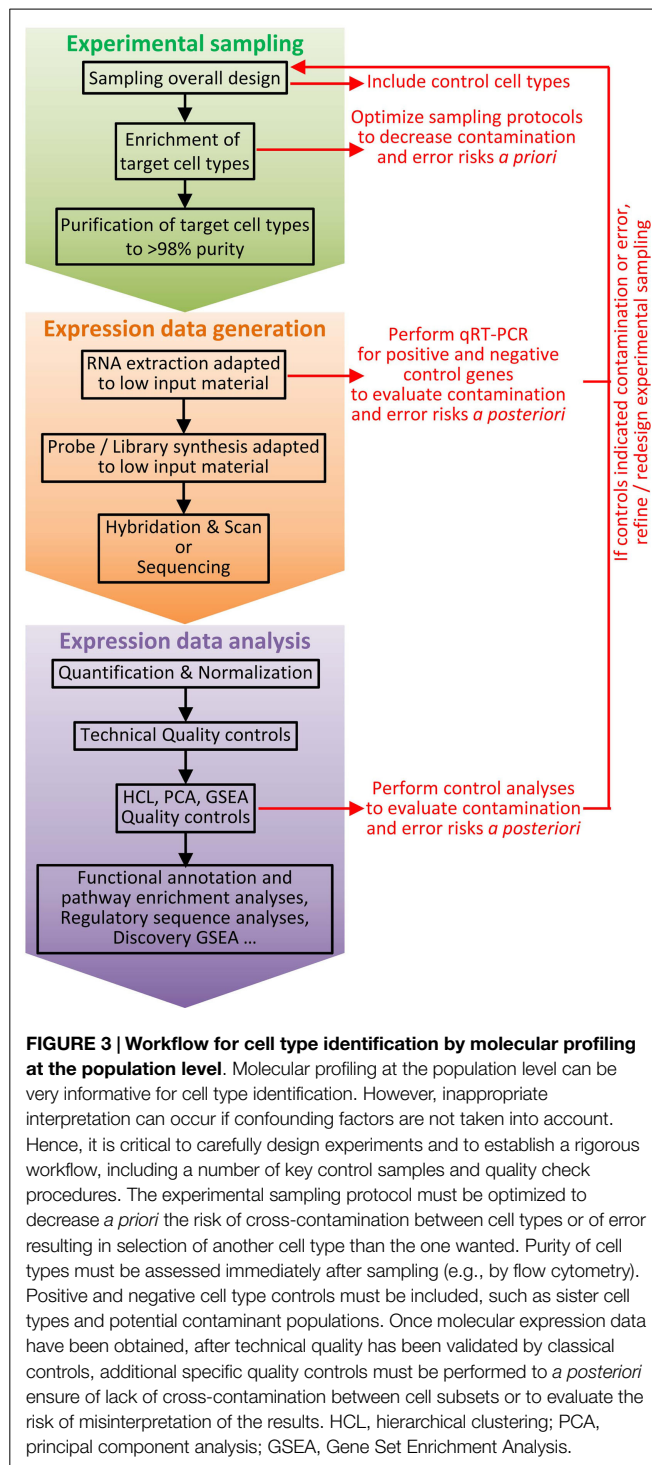 Experimental sampling
Sampling overall design
Include control cell types
Enrichment of
target cell types
Optimize sampling protocols
to decrease contamination
and error risks a priori
Purification of target cell types
to >98% purity
If controls indicated contamination or error,
refine / redesign experimental sampling
Expression data generation
RNA extraction adapted
to low input material
Perform qRT-PCR
for positive and negative
control genes
to evaluate contamination
and error risks a posteriori
Probe / Library synthesis adapted
to low input material
Hybridation & Scan
or
Sequencing
Expression data analysis
Quantification & Normalization
Technical Quality controls
HCL, PCA, GSEA
Quality controls
Perform control analyses
to evaluate contamination
and error risks a posteriori
Functional annotation and
pathway enrichment analyses,
Regulatory sequence analyses,
Discovery GSEA ...
FIGURE 3 | Workflow for cell type identification by molecular profiling
at the population level. Molecular profiling at the population level can be
very informative for cell type identification. However, inappropriate
interpretation can occur if confounding factors are not taken into account.
Hence, it is critical to carefully design experiments and to establish a rigorous
workflow, including a number of key control samples and quality check
procedures. The experimental sampling protocol must be optimized to
decrease a priori the risk of cross-contamination between cell types or of error
resulting in selection of another cell type than the one wanted. Purity of cell
types must be assessed immediately after sampling (e.g., by flow cytometry).
Positive and negative cell type controls must be included, such as sister cell
types and potential contaminant populations. Once molecular expression data
have been obtained, after technical quality has been validated by classical
controls, additional specific quality controls must be performed to a posteriori
ensure of lack of cross-contamination between cell subsets or to evaluate the
risk of misinterpretation of the results. HCL, hierarchical clustering; PCA,
principal component analysis; GSEA, Gene Set Enrichment Analysis.